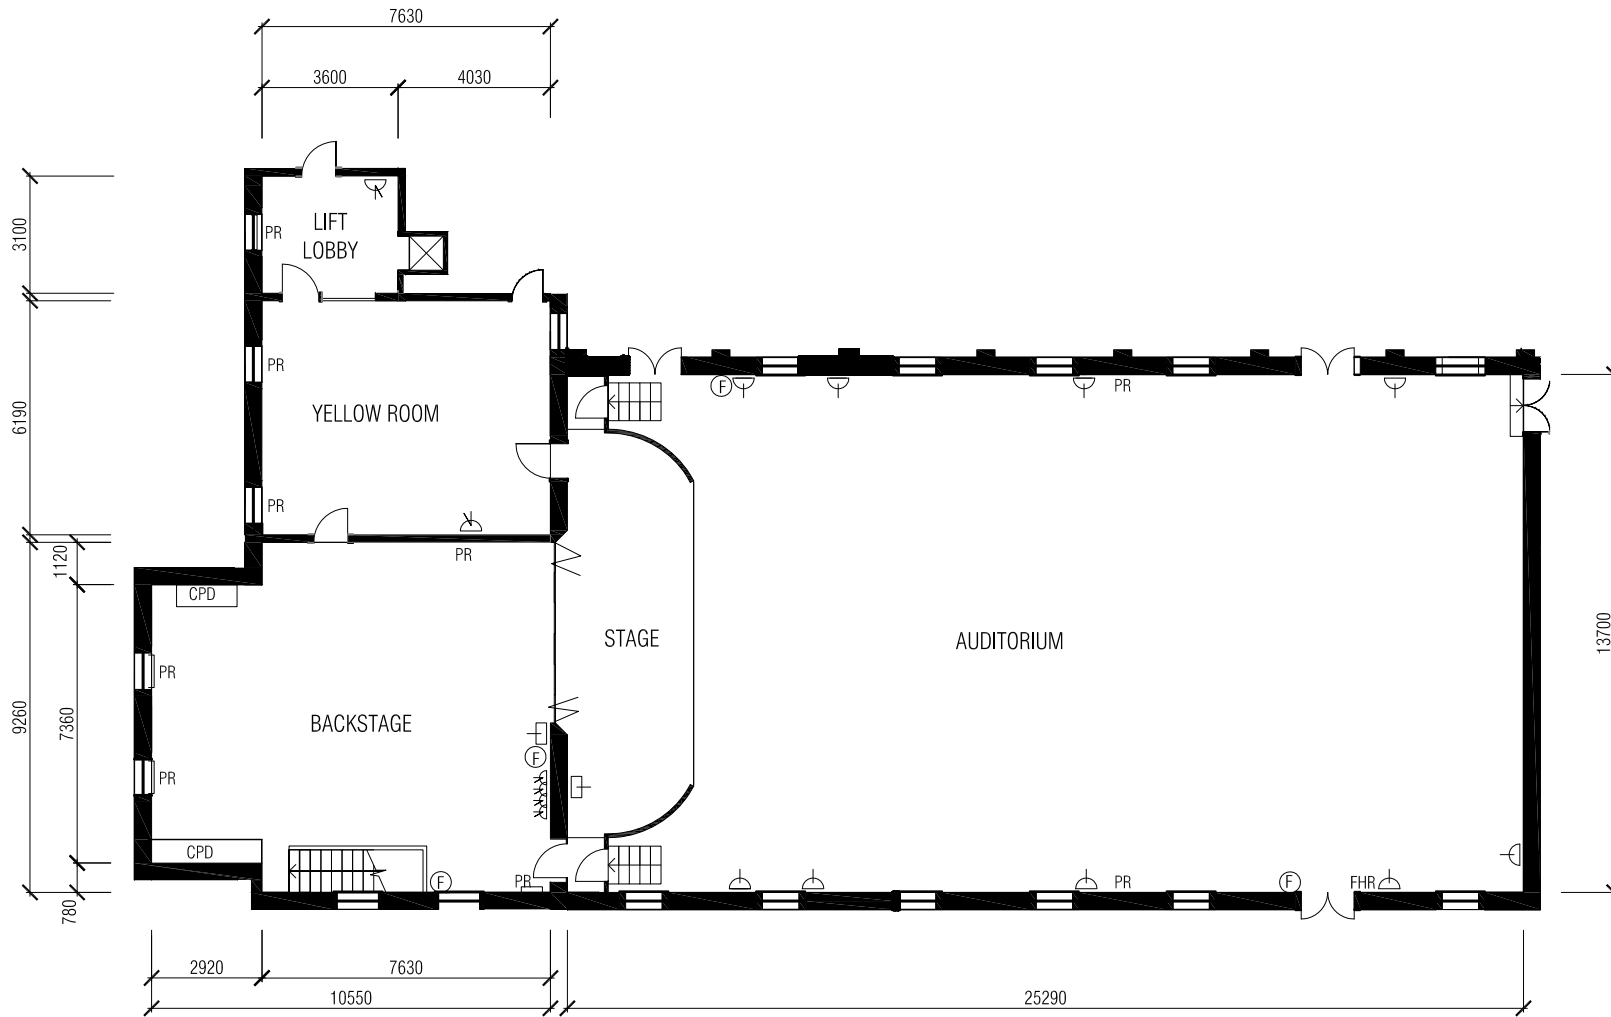 7630
3600
4030
3100
LIFT
LOBBY
PR
6190
PR
YELLOW ROOM
PR
F
PR
PR
1120
CPD
9260
7360
PR
STAGE
AUDITORIUM
13700
BACKSTAGE
PR
F
CPD
F
PR
PR
F
FHR
780
2920
7630
10550
25290